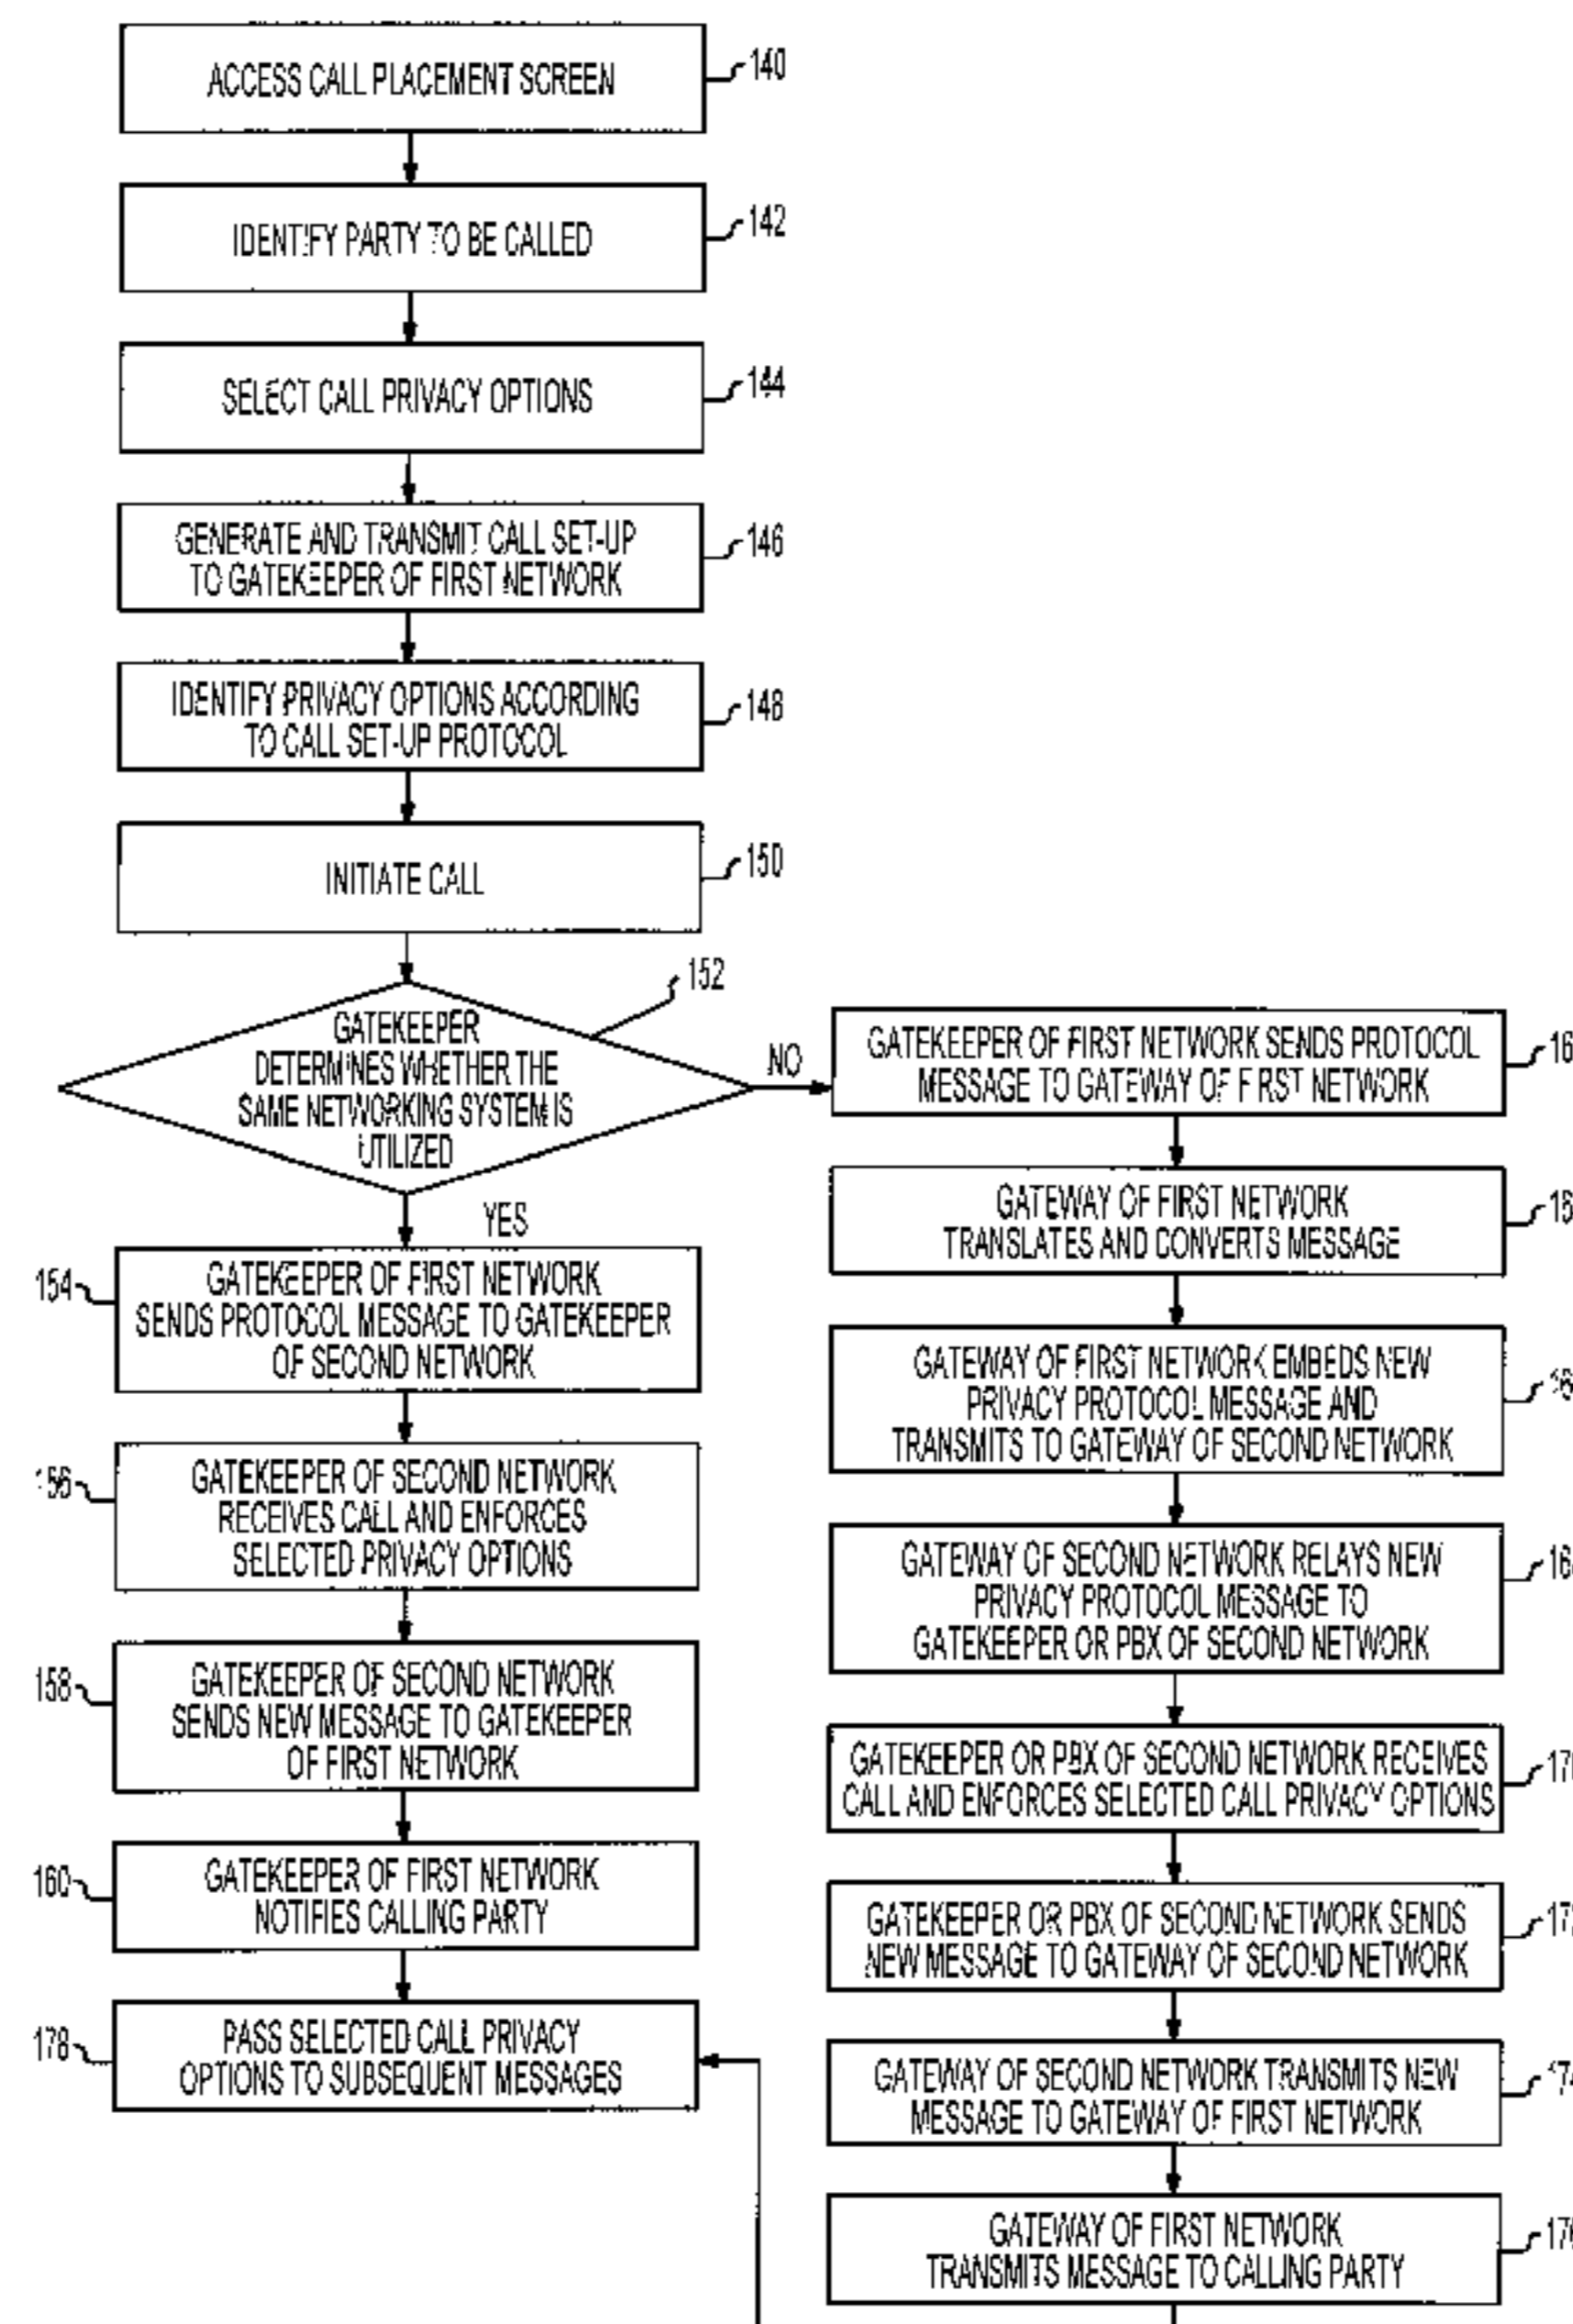 ACCESS CALL PLACEMENT SCREEN
140
IDENTIFY PARTY TO BE CALLED
142
SELECT CALL PRIVACY OPTIONS
144
GENERATE AND TRANSMIT CALL SET-UP
TO GATEKEEPER OF FIRST NETWORK
146
IDENTIFY PRIVACY OPTIONS ACCORDING
TO CALL SET-UP PROTOCOL
148
INITIATE CALL
150
152
GATEKEEPER
DETERMINES WHETHER THE
SAME NETWORKING SYSTEM IS
UTILIZED
NO
YES
154
GATEKEEPER OF FIRST NETWORK
SENDS PROTOCOL MESSAGE TO GATEKEEPER
OF SECOND NETWORK
156
GATEKEEPER OF SECOND NETWORK
RECEIVES CALL AND ENFORCES
SELECTED PRIVACY OPTIONS
158
GATEKEEPER OF SECOND NETWORK
SENDS NEW MESSAGE TO GATEKEEPER
OF FIRST NETWORK
160
GATEKEEPER OF FIRST NETWORK
NOTIFIES CALLING PARTY
178
PASS SELECTED CALL PRIVACY
OPTIONS TO SUBSEQUENT MESSAGES
GATEKEEPER OF FIRST NETWORK SENDS PROTOCOL
MESSAGE TO GATEWAY OF FIRST NETWORK
GATEWAY OF FIRST NETWORK
TRANSLATES AND CONVERTS MESSAGE
GATEWAY OF FIRST NETWORK EMBEDS NEW
PRIVACY PROTOCOL MESSAGE AND
TRANSMITS TO GATEWAY OF SECOND NETWORK
GATEWAY OF SECOND NETWORK RELAYS NEW
PRIVACY PROTOCOL MESSAGE TO
GATEKEEPER OR PBX OF SECOND NETWORK
GATEKEEPER OR PBX OF SECOND NETWORK RECEIVES
CALL AND ENFORCES SELECTED CALL PRIVACY OPTIONS
GATEKEEPER OR PBX OF SECOND NETWORK SENDS
NEW MESSAGE TO GATEWAY OF SECOND NETWORK
GATEWAY OF SECOND NETWORK TRANSMITS NEW
MESSAGE TO GATEWAY OF FIRST NETWORK
GATEWAY OF FIRST NETWORK
TRANSMITS MESSAGE TO CALLING PARTY